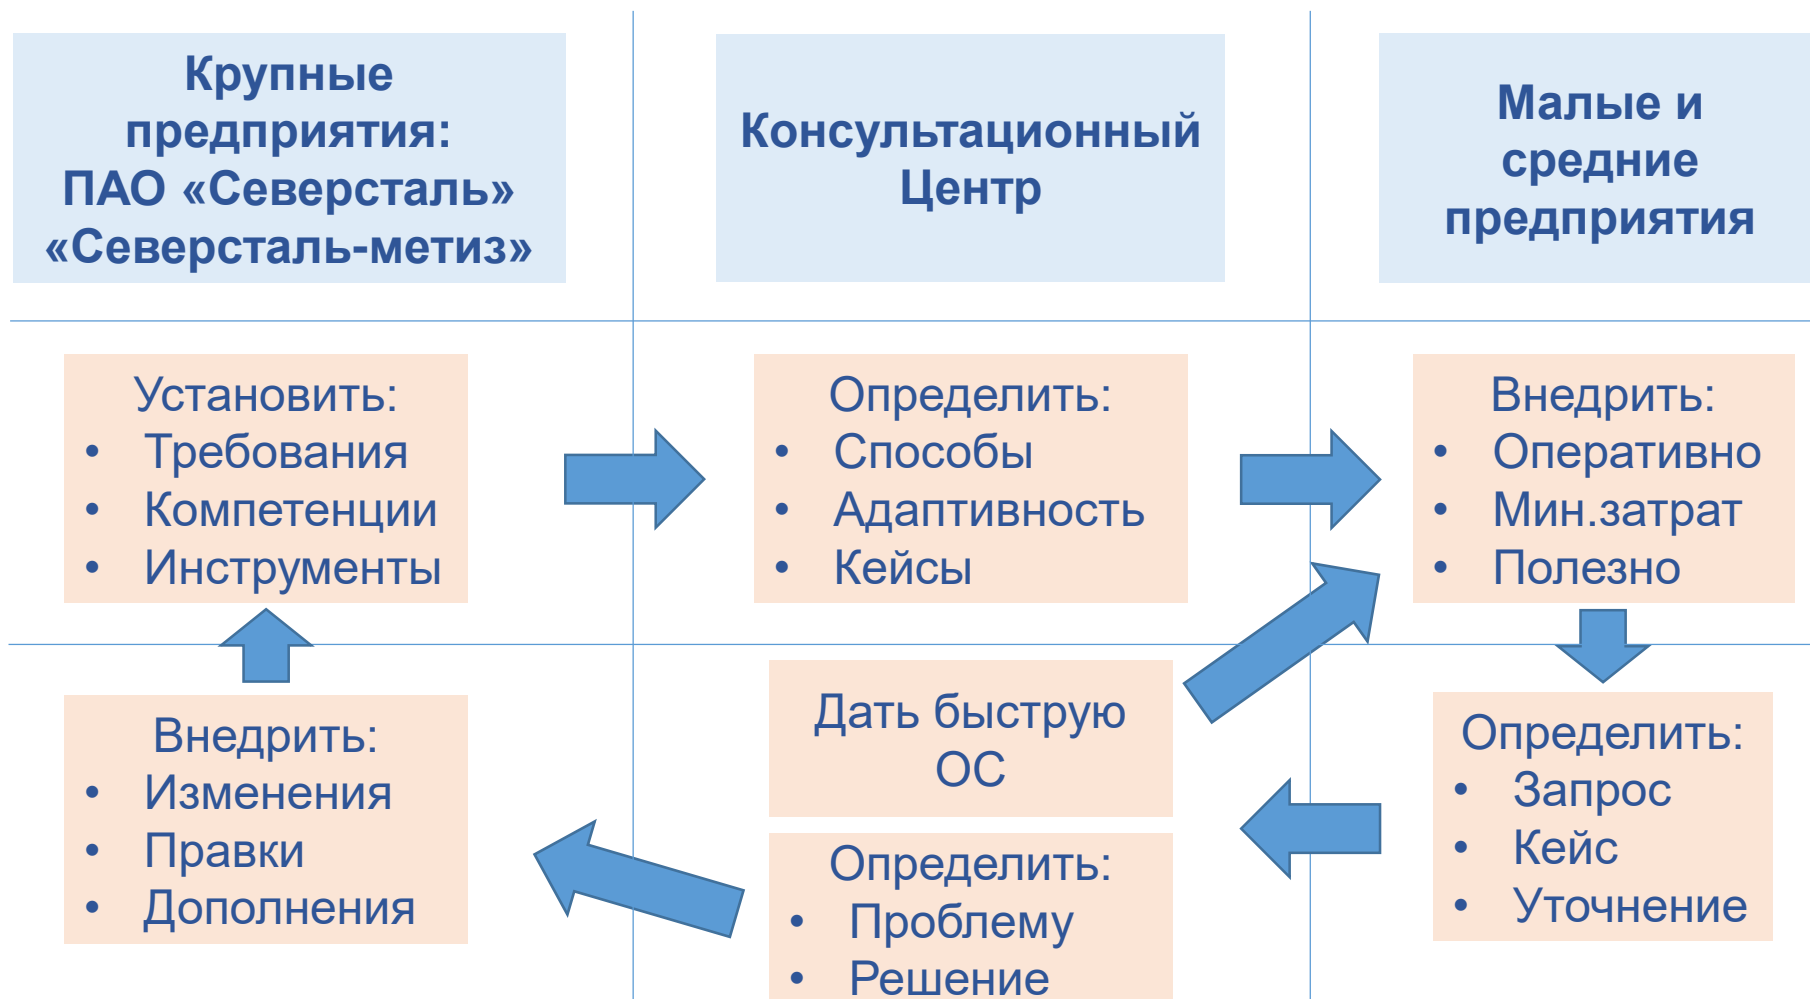 Крупные
предприятия:
ПАО «Северсталь»
«Северсталь-метиз»
Консультационный
Центр
Малые и
средние
предприятия
Установить:
• Требования
• Компетенции
• Инструменты
Определить:
• Способы
• Адаптивность
• Кейсы
Внедрить:
• Оперативно
• Мин.затрат
• Полезно
Внедрить:
• Изменения
• Правки
• Дополнения
Дать быструю
ОС
Определить:
• Проблему
• Решение
Определить:
• Запрос
• Кейс
• Уточнение